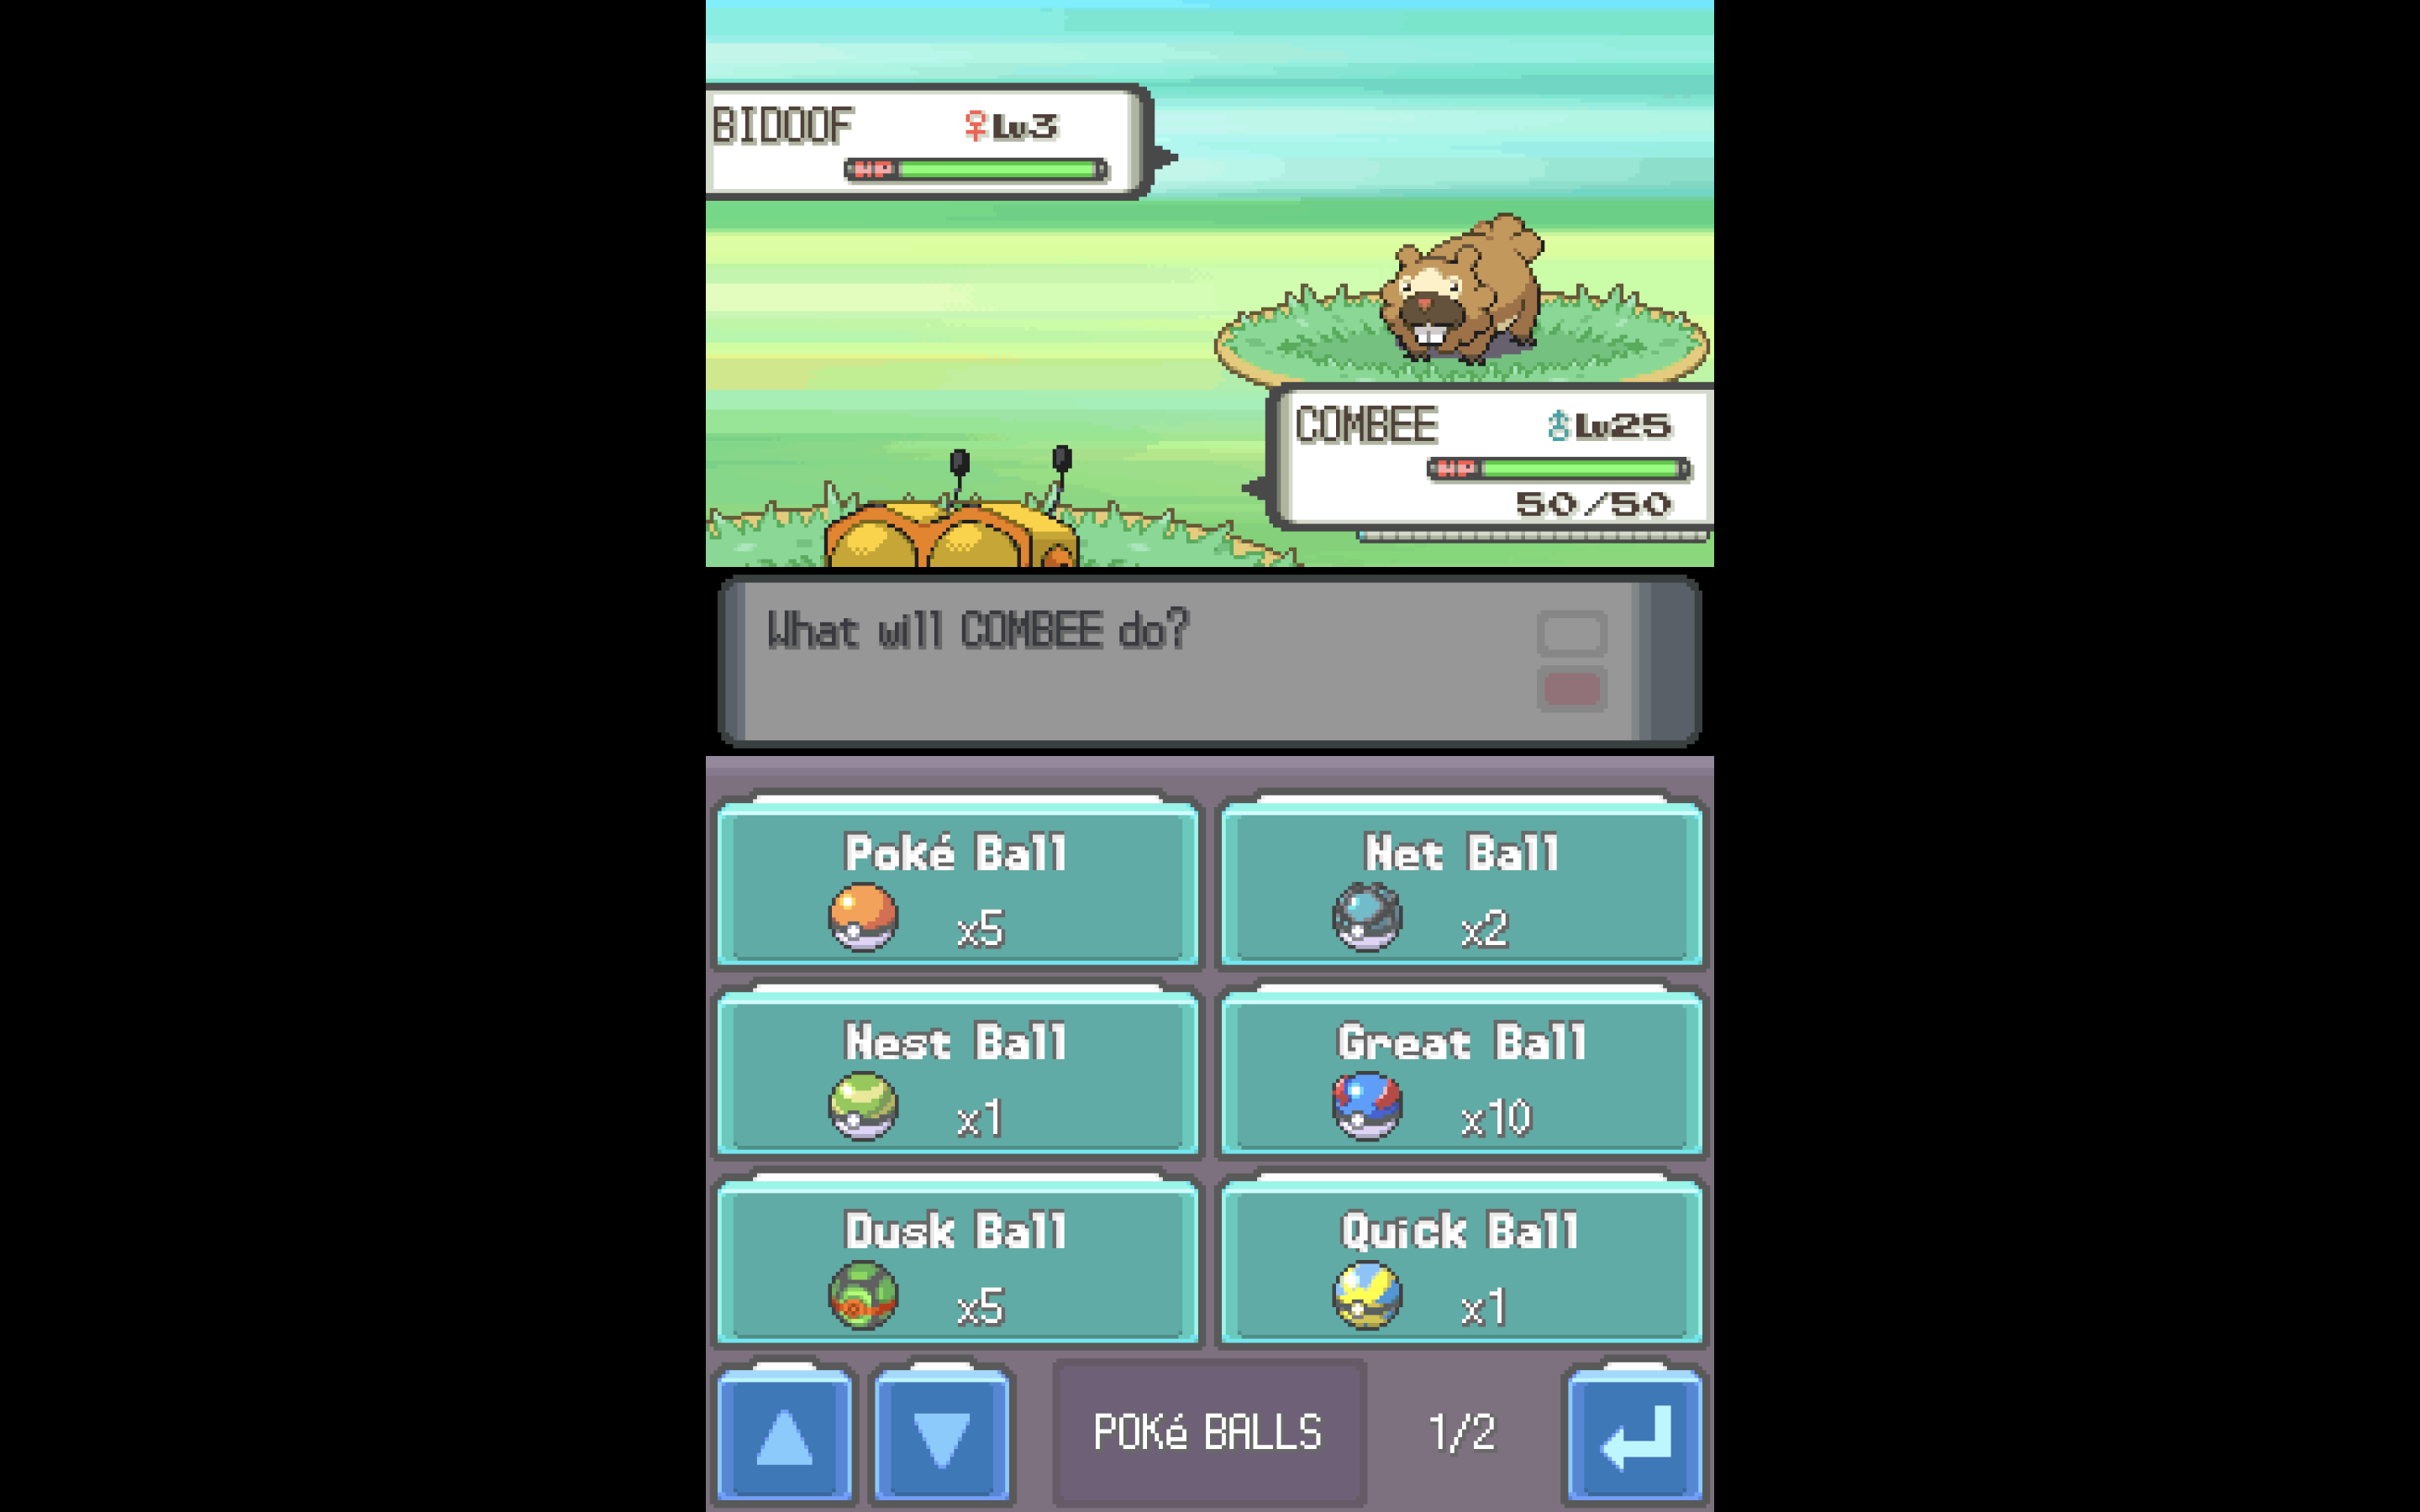 BIDOOF ♀Lv3
HP
COMBEE ♂Lv25
HP
50/50
What will COMBEE do?
Poké Ball
x5
Net Ball
x2
Nest Ball
x1
Great Ball
x10
Dusk Ball
x5
Quick Ball
x1
POKé BALLS 1/2